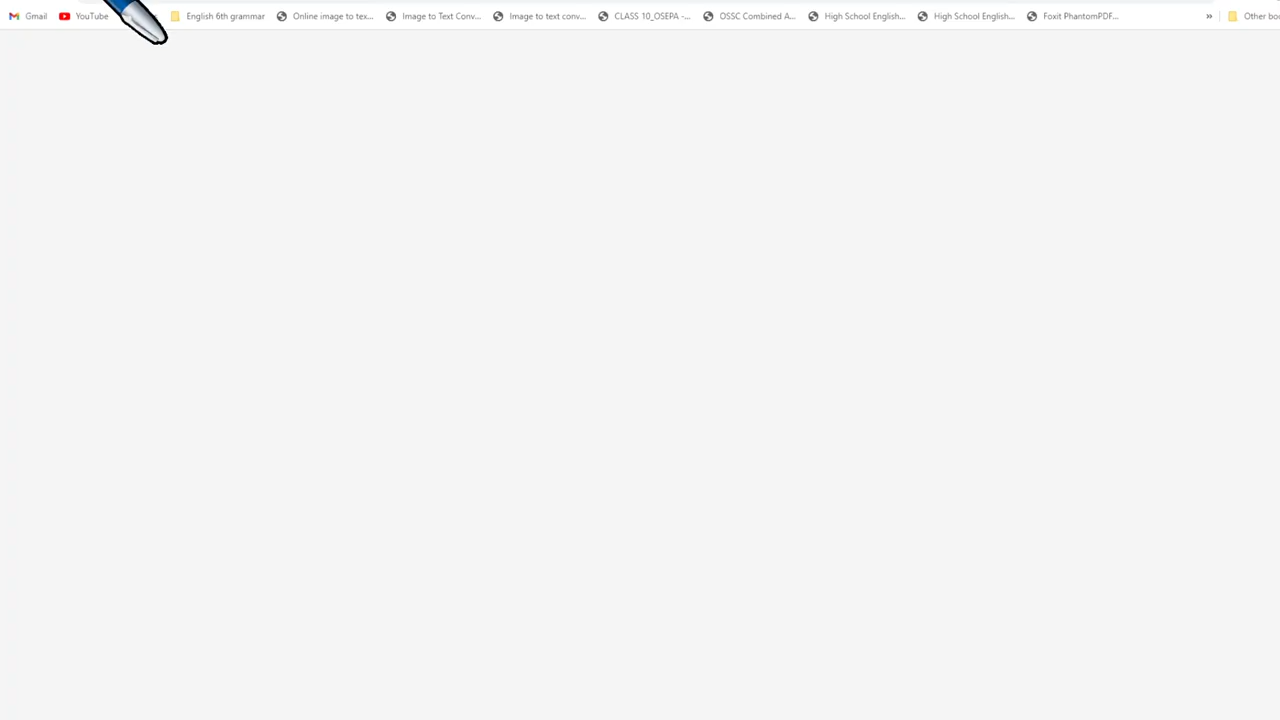 Gmail YouTube English 6th grammar Online image to tex... Image to Text Conv... Image to text conv... CLASS 10_OSEPA -... OSSC Combined A... High School English... High School English... Foxit PhantomPDF... » Other boo